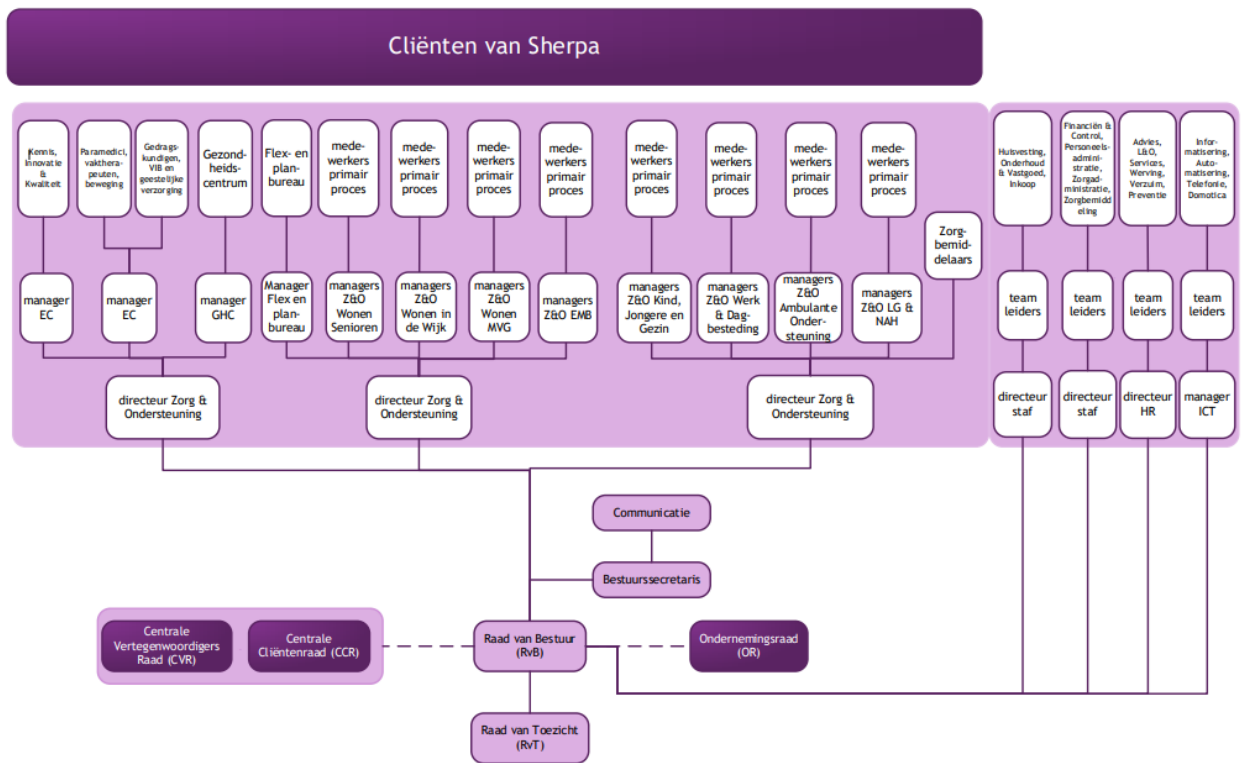 Cliënten van Sherpa
Kennis,
Innovatie
&
Kwaliteit
Paramedici,
vakthera-
peuten,
beweging
Gedrags-
kundigen,
VIB en
geestelijke
verzorging
Gezond-
heids-
centrum
Flex- en
plan-
bureau
mede-
werkers
primair
proces
mede-
werkers
primair
proces
mede-
werkers
primair
proces
mede-
werkers
primair
proces
mede-
werkers
primair
proces
mede-
werkers
primair
proces
mede-
werkers
primair
proces
mede-
werkers
primair
proces
Zorg-
bemid-
delaars
Huisvesting,
Onderhoud
& Vastgoed,
Inkoop
Financiën &
Control,
Personeels-
admini-
stratie,
Zorgad-
ministratie,
Zorgbemidd
eling
Advies,
L&O,
Services,
Werving,
Verzuim,
Preventie
Infor-
matisering,
Auto-
matisering,
Telefonie,
Domotica
manager
EC
manager
EC
manager
GHC
Manager
Flex en
plan-
bureau
managers
Z&O
Wonen
Senioren
managers
Z&O
Wonen in
de Wijk
managers
Z&O
Wonen
MVG
managers
Z&O EMB
managers
Z&O Kind,
Jongere en
Gezin
managers
Z&O Werk
& Dag-
besteding
managers
Z&O
Ambulante
Onder-
steuning
managers
Z&O LG &
NAH
team
leiders
team
leiders
team
leiders
team
leiders
directeur Zorg &
Ondersteuning
directeur Zorg &
Ondersteuning
directeur Zorg &
Ondersteuning
directeur
staf
directeur
staf
directeur
HR
manager
ICT
Communicatie
Bestuurssecretaris
Centrale
Vertegenwoordigers
Raad (CVR)
Centrale
Cliëntenraad (CCR)
Raad van Bestuur
(RvB)
Ondernemingsraad
(OR)
Raad van Toezicht
(RvT)